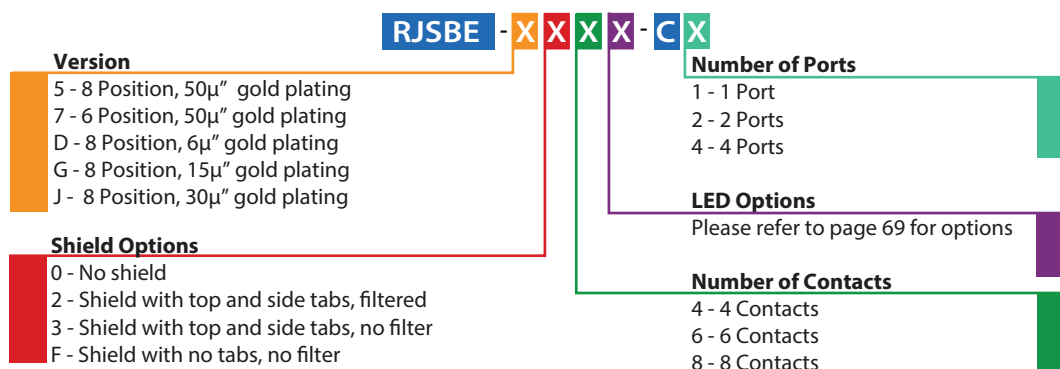 RJSBE - X X X X - C X
Version
5 - 8 Position, 50µ” gold plating
7 - 6 Position, 50µ” gold plating
D - 8 Position, 6µ” gold plating
G - 8 Position, 15µ” gold plating
J - 8 Position, 30µ” gold plating
Shield Options
0 - No shield
2 - Shield with top and side tabs, filtered
3 - Shield with top and side tabs, no filter
F - Shield with no tabs, no filter
Number of Ports
1 - 1 Port
2 - 2 Ports
4 - 4 Ports
LED Options
Please refer to page 69 for options
Number of Contacts
4 - 4 Contacts
6 - 6 Contacts
8 - 8 Contacts